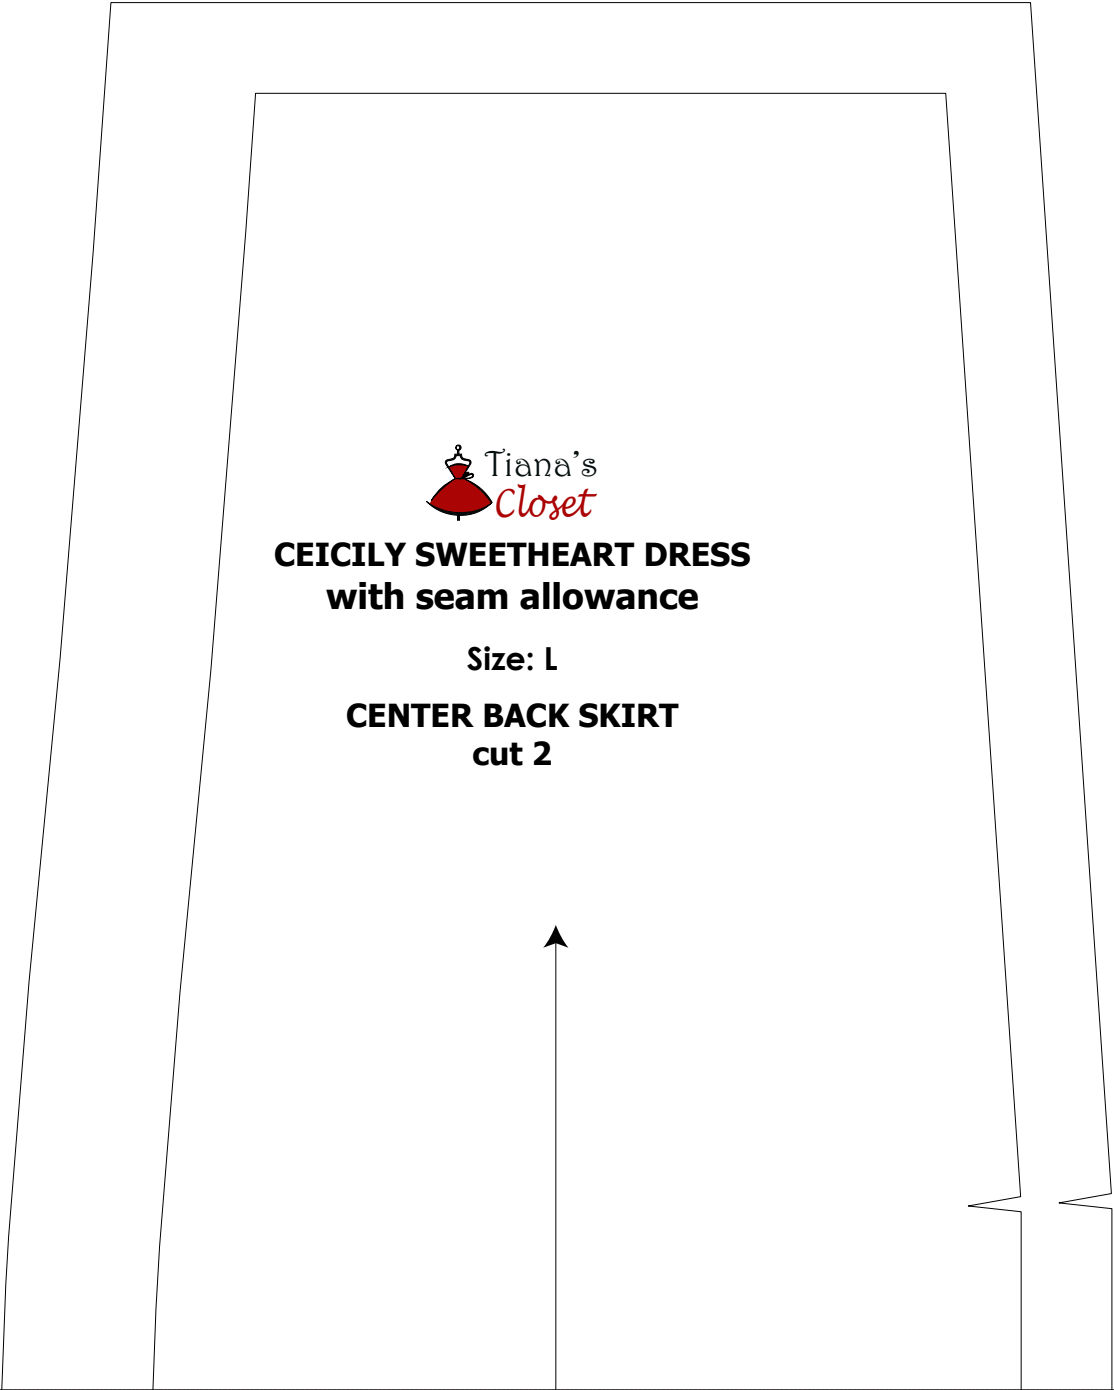 Tiana's
Closet
CEICILY SWEETHEART DRESS
with seam allowance
Size: L
CENTER BACK SKIRT
cut 2